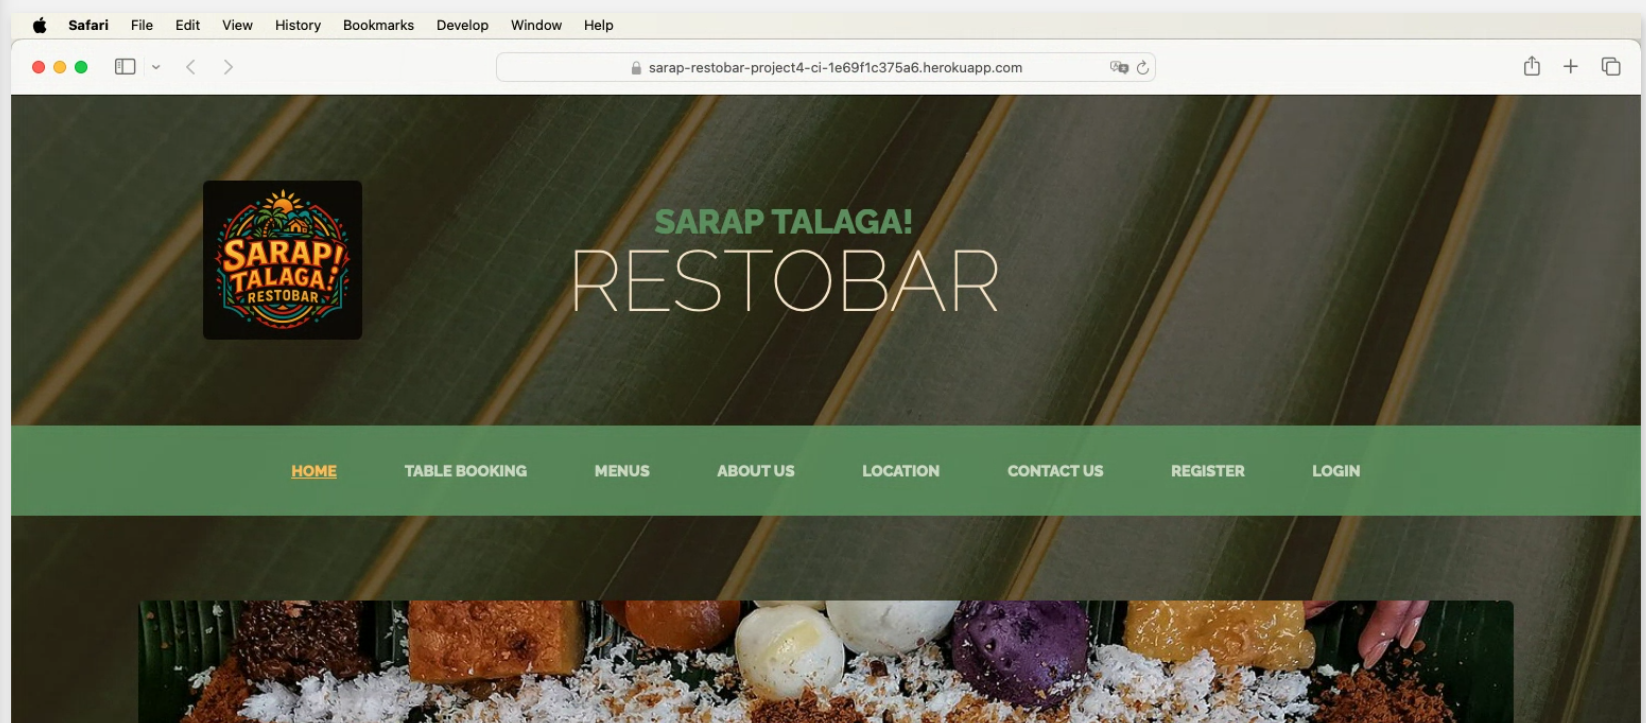 Safari File Edit View History Bookmarks Develop Window Help
sarap-restobar-project4-ci-1e69f1c375a6.herokuapp.com
SARAP!
TALAGA!
RESTOBAR
SARAP TALAGA!
RESTOBAR
HOME TABLE BOOKING MENUS ABOUT US LOCATION CONTACT US REGISTER LOGIN